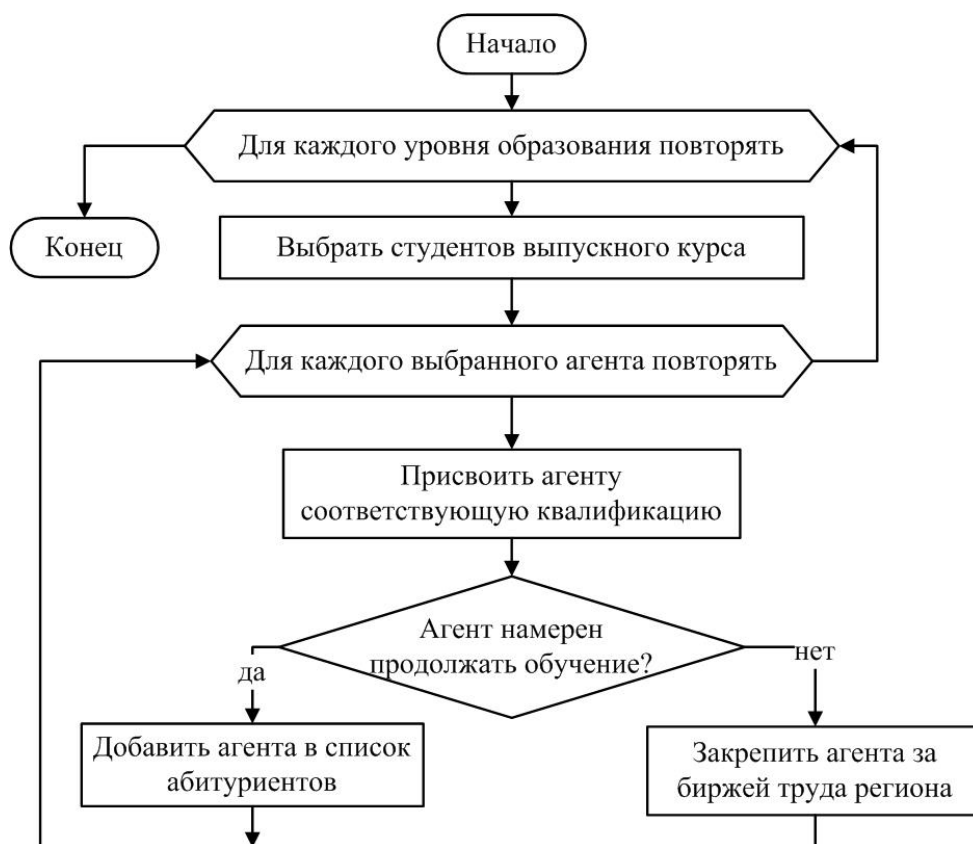 Начало
Для каждого уровня образования повторять
Конец
Выбрать студентов выпускного курса
Для каждого выбранного агента повторять
Присвоить агенту
соответствующую квалификацию
Агент намерен
продолжать обучение?
да
нет
Добавить агента в список
абитуриентов
Закрепить агента за
биржей труда региона